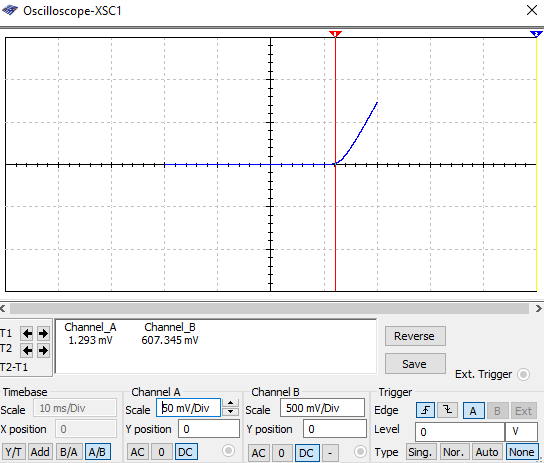 Oscilloscope-XSC1
1
2
Channel_A Channel_B
T1 1.293 mV 607.345 mV
T2
T2-T1
Reverse
Save
Ext. Trigger
Timebase
Scale 10 ms/Div
X position 0
Y/T Add B/A A/B
Channel A
Scale 50 mV/Div
Y position 0
AC 0 DC
Channel B
Scale 500 mV/Div
Y position 0
AC 0 DC -
Trigger
Edge A B Ext
Level 0 V
Type Sing. Nor. Auto None